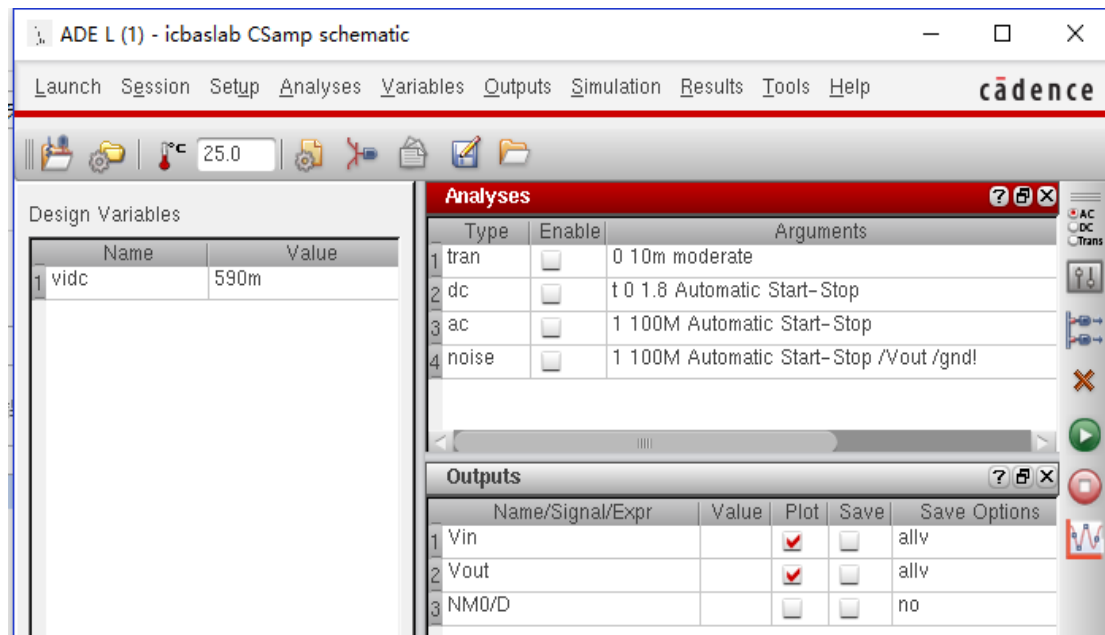 ADE L (1) - icbaslab CSamp schematic
Launch Session Setup Analyses Variables Outputs Simulation Results Tools Help cādence
°C 25.0
Design Variables
Name Value
1 vidc 590m
Analyses
Type Enable Arguments
1 tran 0 10m moderate
2 dc t 0 1.8 Automatic Start-Stop
3 ac 1 100M Automatic Start-Stop
4 noise 1 100M Automatic Start-Stop /Vout /gnd!
AC
DC
Trans
Outputs
Name/Signal/Expr Value Plot Save Save Options
1 Vin allv
2 Vout allv
3 NM0/D no